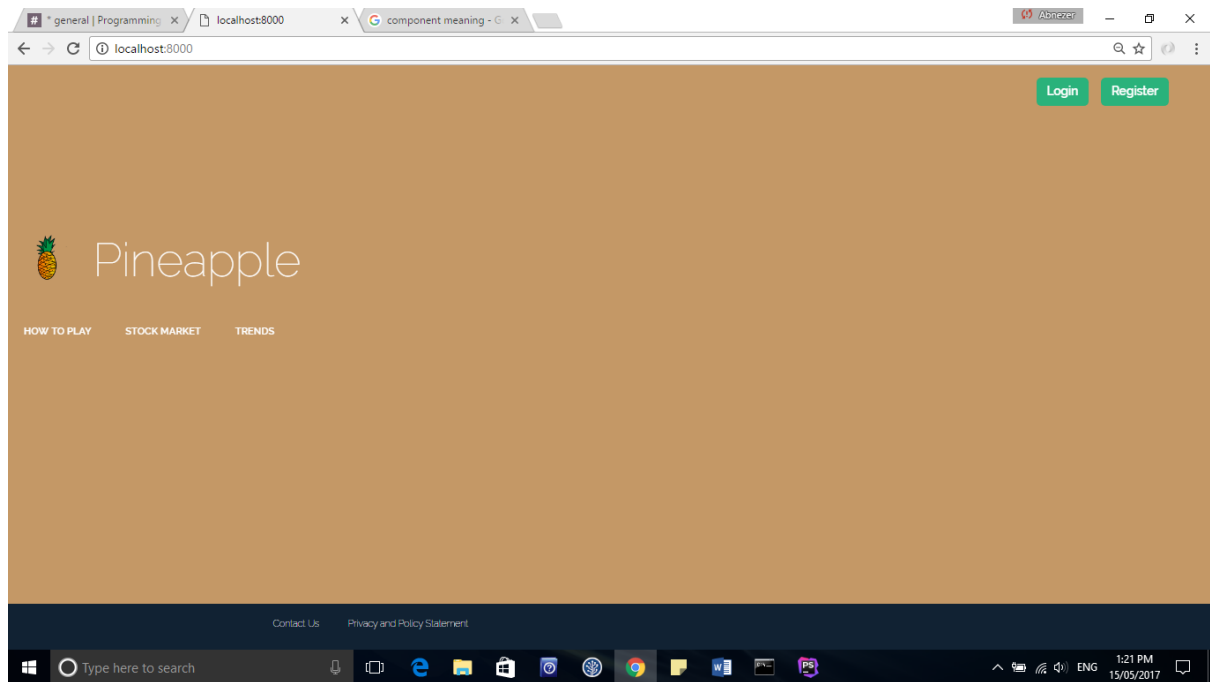 * general | Programming
localhost:8000
component meaning - G
Abnezer
localhost:8000
Login
Register
Pineapple
HOW TO PLAY
STOCK MARKET
TRENDS
Contact Us
Privacy and Policy Statement
Type here to search
ENG
1:21 PM
15/05/2017